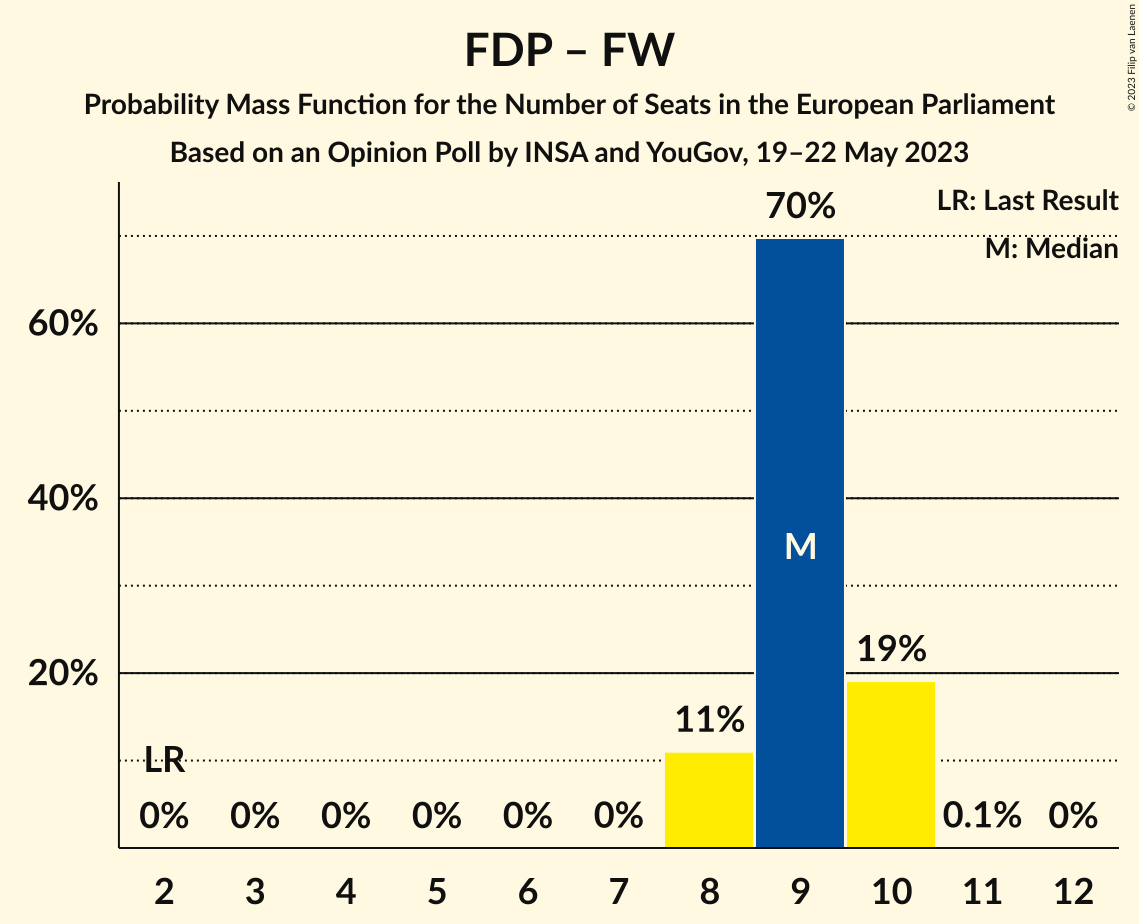 FDP – FW
Probability Mass Function for the Number of Seats in the European Parliament
Based on an Opinion Poll by INSA and YouGov, 19–22 May 2023
© 2023 Filip van Laenen
LR: Last Result
M: Median
70%
60%
40%
20%
M
19%
11%
LR
0%
0%
0%
0%
0%
0%
0.1%
0%
2 3 4 5 6 7 8 9 10 11 12